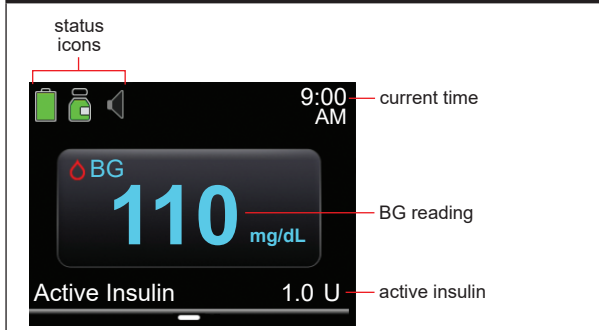 status
icons
9:00
AM
current time
BG
110 mg/dL
BG reading
Active Insulin 1.0 U
active insulin